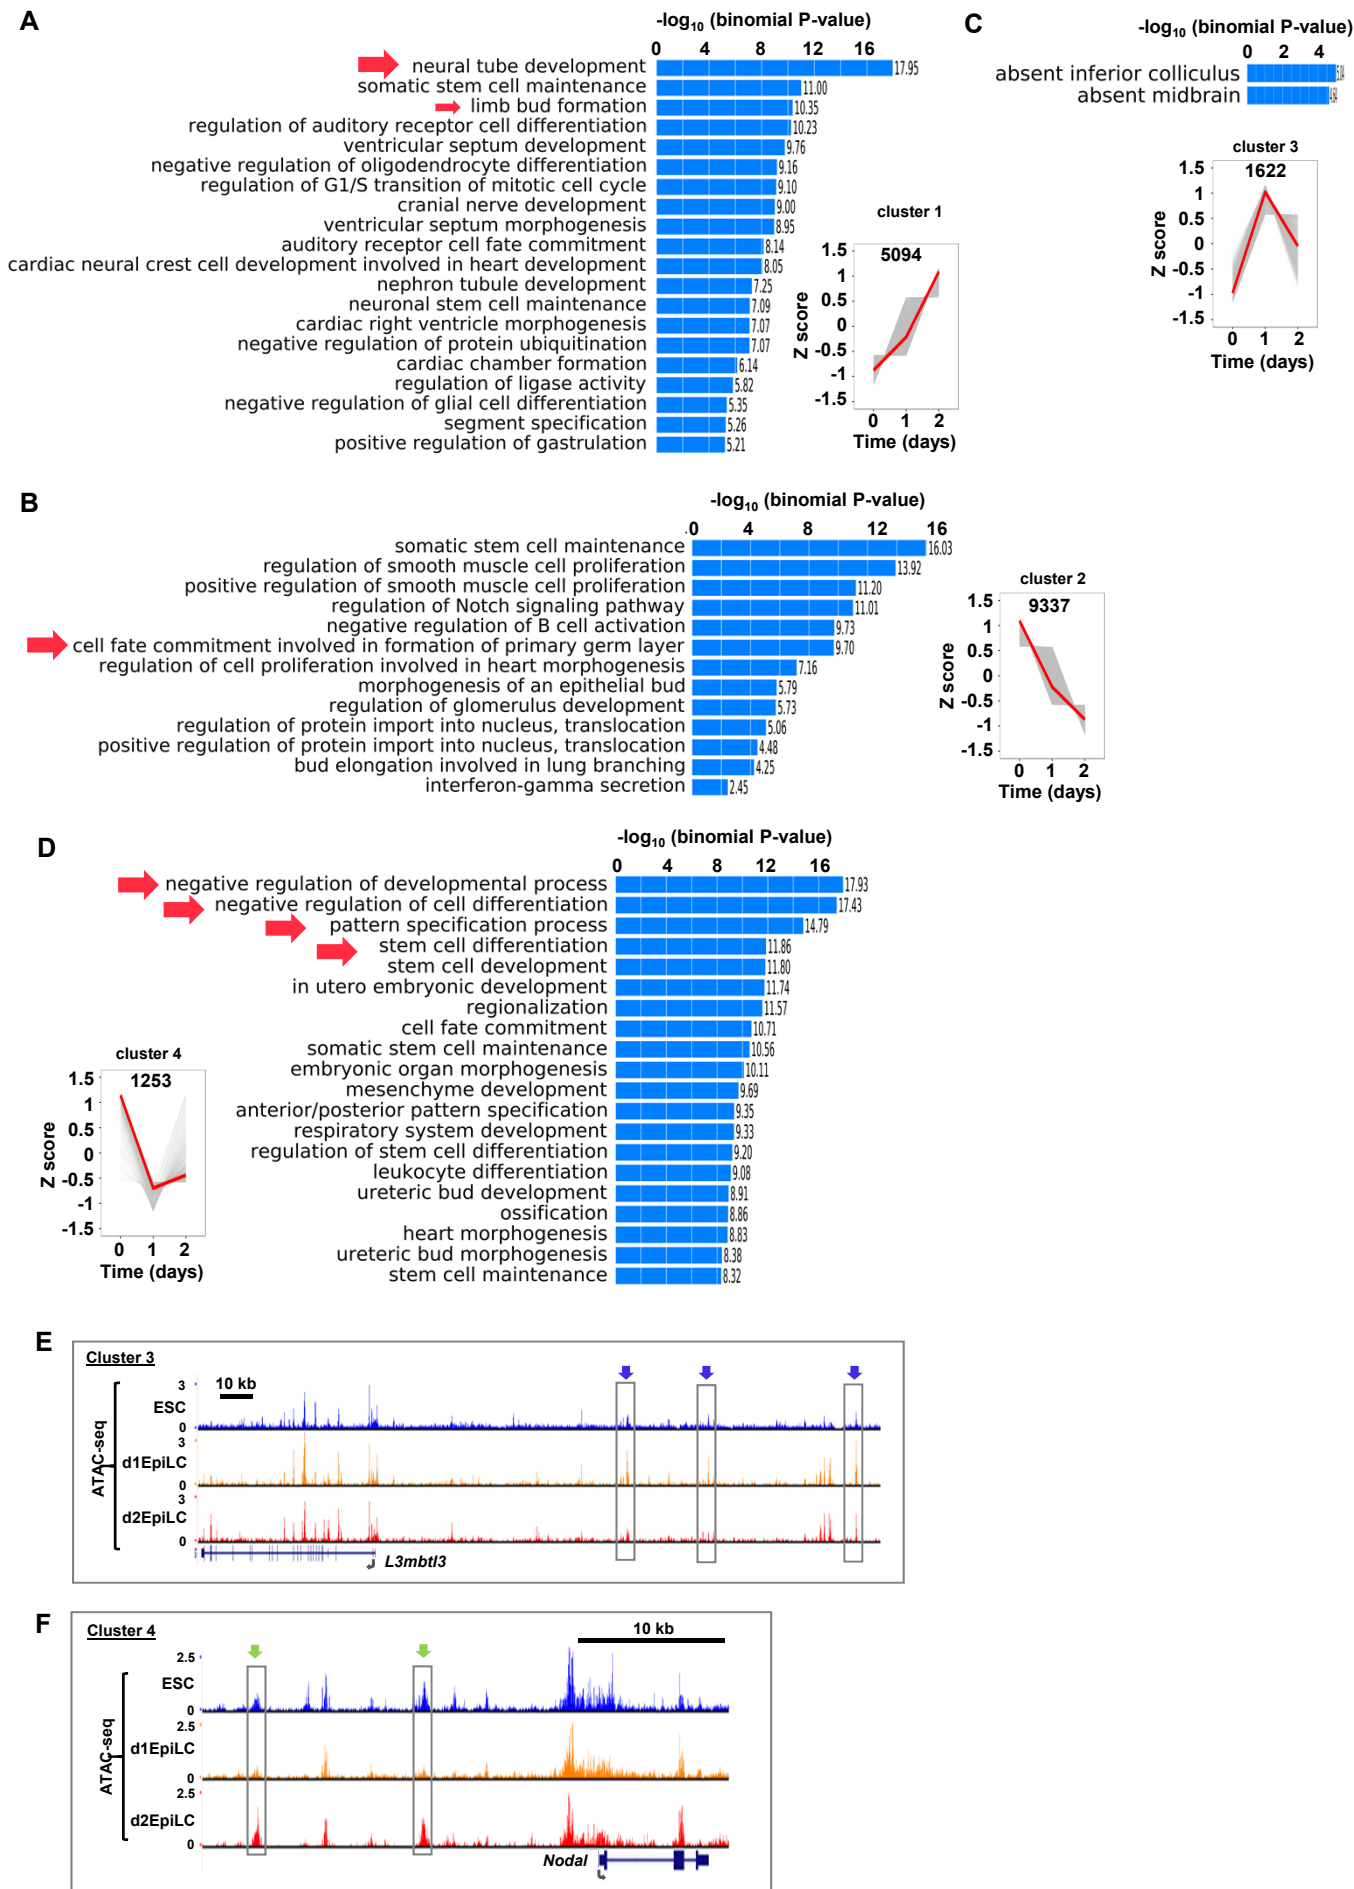 A
-log10 (binomial P-value)
0 4 8 12 16
neural tube development 17.95
somatic stem cell maintenance 11.00
limb bud formation 10.35
regulation of auditory receptor cell differentiation 10.23
ventricular septum development 9.76
negative regulation of oligodendrocyte differentiation 9.16
regulation of G1/S transition of mitotic cell cycle 9.10
cranial nerve development 9.00
ventricular septum morphogenesis 8.95
auditory receptor cell fate commitment 8.14
cardiac neural crest cell development involved in heart development 8.05
nephron tubule development 7.25
neuronal stem cell maintenance 7.09
cardiac right ventricle morphogenesis 7.07
negative regulation of protein ubiquitination 7.07
cardiac chamber formation 6.14
regulation of ligase activity 5.82
negative regulation of glial cell differentiation 5.35
segment specification 5.26
positive regulation of gastrulation 5.21
cluster 1
5094
Z score
1.5
1
0.5
0
-0.5
-1
-1.5
0 1 2
Time (days)
C
-log10 (binomial P-value)
0 2 4
absent inferior colliculus 5.04
absent midbrain
cluster 3
1622
Z score
1.5
1
0.5
0
-0.5
-1
-1.5
0 1 2
Time (days)
B
-log10 (binomial P-value)
0 4 8 12 16
somatic stem cell maintenance 16.03
regulation of smooth muscle cell proliferation 13.92
positive regulation of smooth muscle cell proliferation 11.20
regulation of Notch signaling pathway 11.01
negative regulation of B cell activation 9.73
cell fate commitment involved in formation of primary germ layer 9.70
regulation of cell proliferation involved in heart morphogenesis 7.16
morphogenesis of an epithelial bud 5.79
regulation of glomerulus development 5.73
regulation of protein import into nucleus, translocation 5.06
positive regulation of protein import into nucleus, translocation 4.48
bud elongation involved in lung branching 4.25
interferon-gamma secretion 2.45
cluster 2
9337
Z score
1.5
1
0.5
0
-0.5
-1
-1.5
0 1 2
Time (days)
D
-log10 (binomial P-value)
0 4 8 12 16
negative regulation of developmental process 17.93
negative regulation of cell differentiation 17.43
pattern specification process 14.79
stem cell differentiation 11.86
stem cell development 11.80
in utero embryonic development 11.74
regionalization 11.57
cell fate commitment 10.71
somatic stem cell maintenance 10.56
embryonic organ morphogenesis 10.11
mesenchyme development 9.69
anterior/posterior pattern specification 9.35
respiratory system development 9.33
regulation of stem cell differentiation 9.20
leukocyte differentiation 9.08
ureteric bud development 8.91
ossification 8.86
heart morphogenesis 8.83
ureteric bud morphogenesis 8.38
stem cell maintenance 8.32
cluster 4
1253
Z score
1.5
1
0.5
0
-0.5
-1
-1.5
0 1 2
Time (days)
E
Cluster 3
10 kb
ATAC-seq
3
ESC
0
3
d1EpiLC
0
3
d2EpiLC
0
L3mbtl3
F
Cluster 4
10 kb
ATAC-seq
2.5
ESC
0
2.5
d1EpiLC
0
2.5
d2EpiLC
0
Nodal